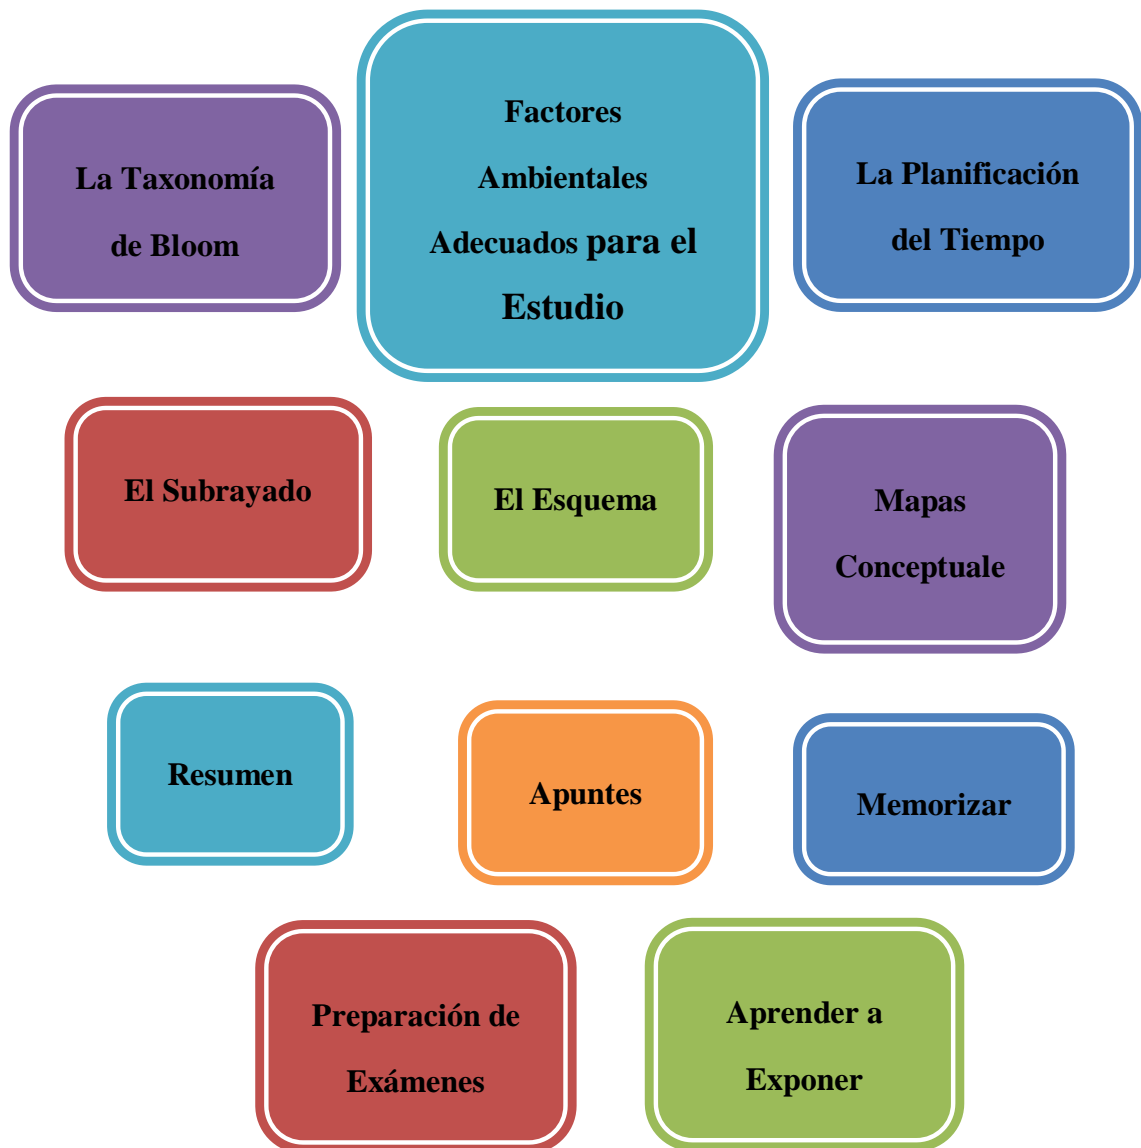 La Taxonomía
de Bloom
Factores
Ambientales
Adecuados para el
Estudio
La Planificación
del Tiempo
El Subrayado
El Esquema
Mapas
Conceptuale
Resumen
Apuntes
Memorizar
Preparación de
Exámenes
Aprender a
Exponer